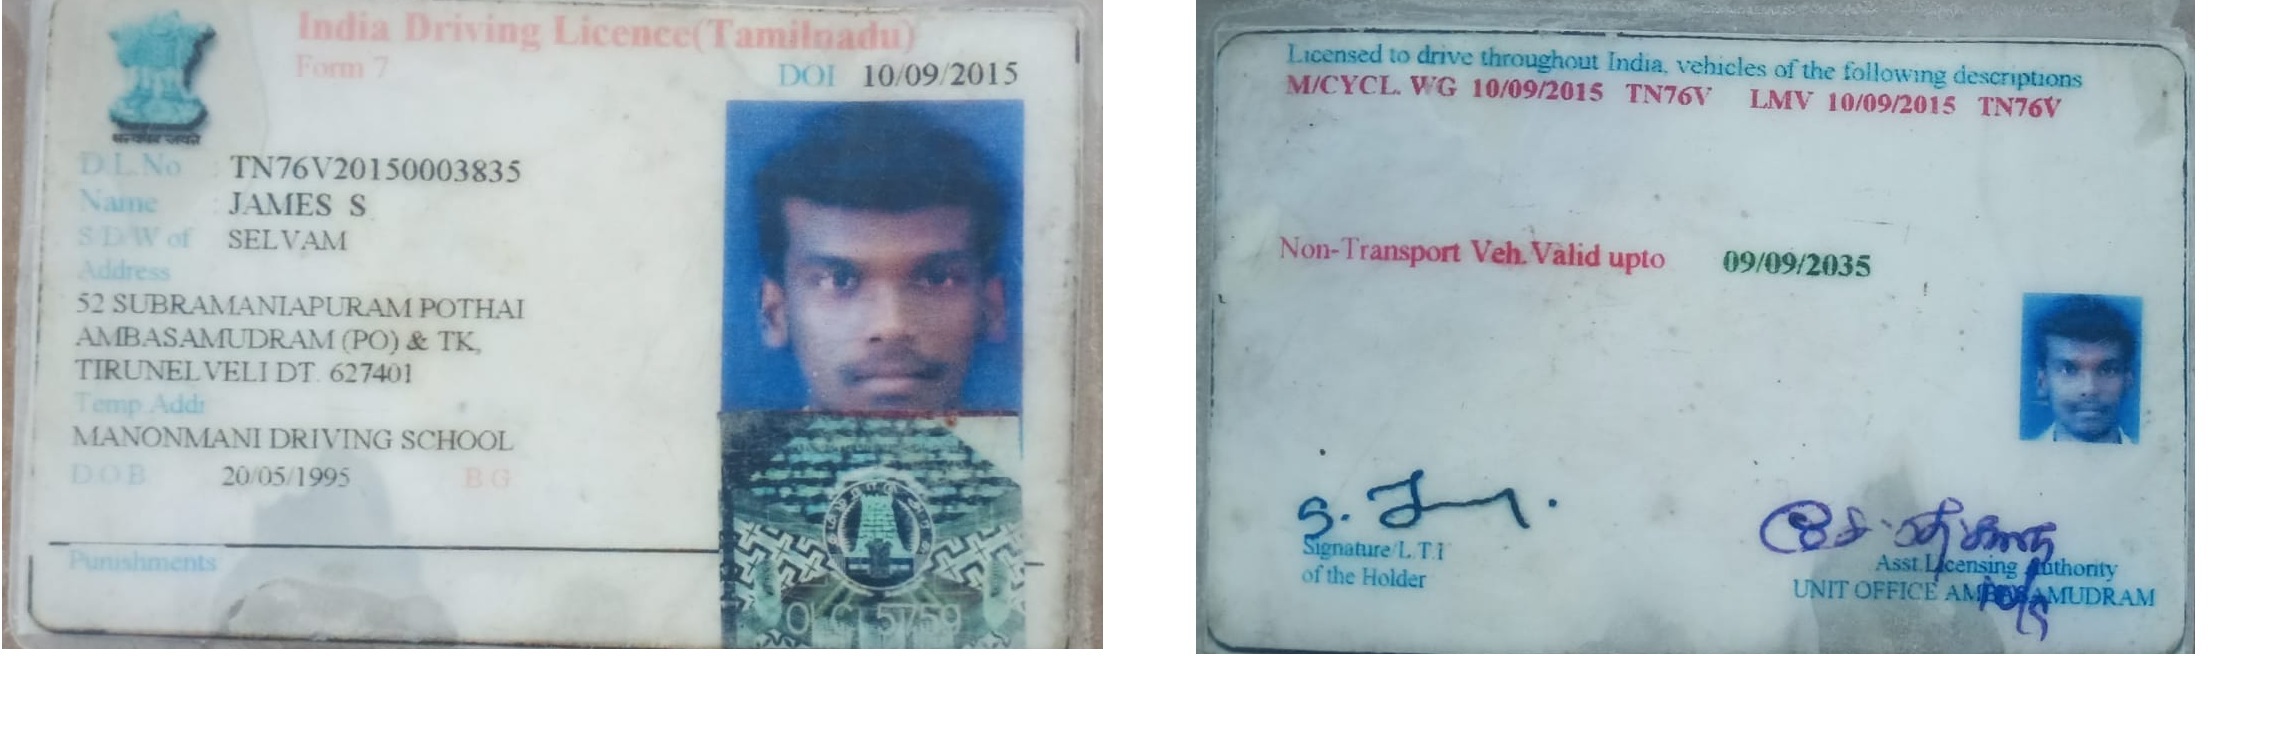 India Driving Licence(Tamilnadu)
Form 7
DOI 10/09/2015
सत्यमेव जयते
D.L.No : TN76V20150003835
Name : JAMES S
S/D/W of SELVAM
Address
52 SUBRAMANIAPURAM POTHAI
AMBASAMUDRAM (PO) & TK,
TIRUNELVELI DT. 627401
Temp.Addr
MANONMANI DRIVING SCHOOL
D.O.B 20/05/1995 B G
Punishments
Licensed to drive throughout India, vehicles of the following descriptions
M/CYCL. WG 10/09/2015 TN76V LMV 10/09/2015 TN76V
Non-Transport Veh.Valid upto 09/09/2035
Signature/L.T.I
of the Holder
Asst.Licensing Authority
UNIT OFFICE AMBASAMUDRAM